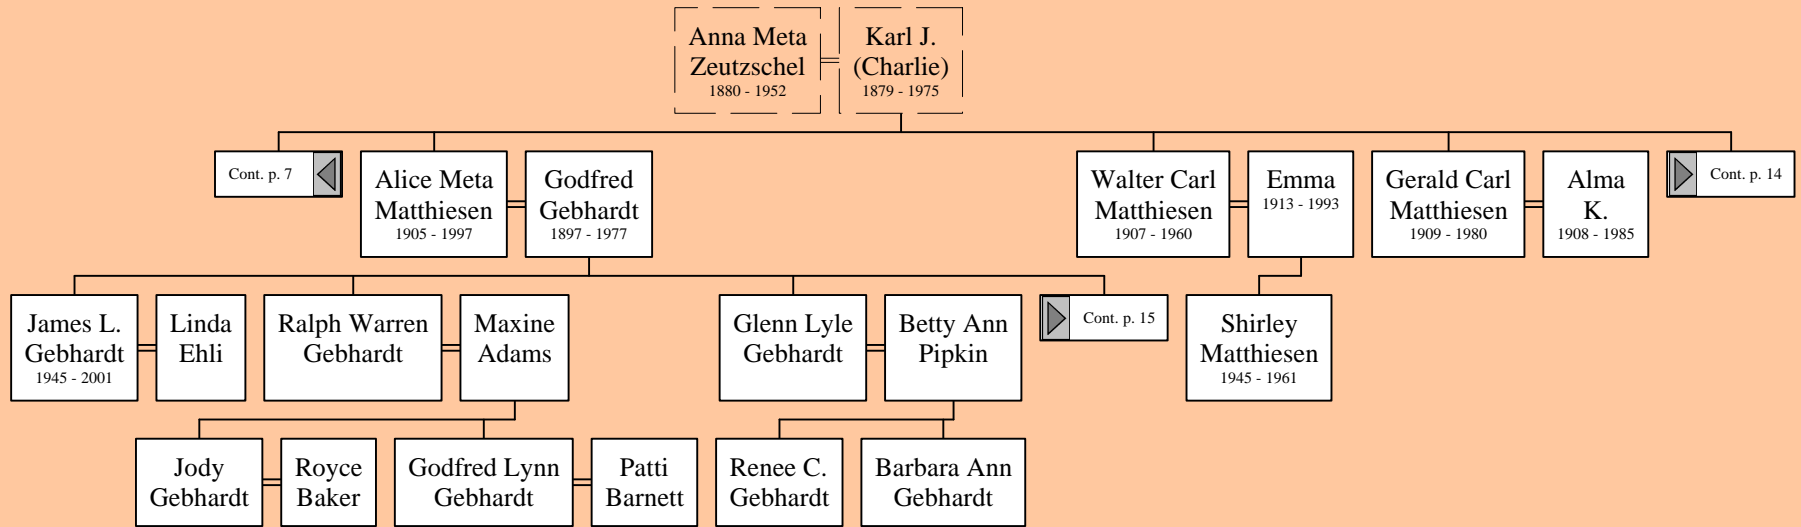 Anna Meta
Zeutzschel
1880 - 1952
Karl J.
(Charlie)
1879 - 1975
Cont. p. 7
Alice Meta
Matthiesen
1905 - 1997
Godfred
Gebhardt
1897 - 1977
Walter Carl
Matthiesen
1907 - 1960
Emma
1913 - 1993
Gerald Carl
Matthiesen
1909 - 1980
Alma
K.
1908 - 1985
Cont. p. 14
James L.
Gebhardt
1945 - 2001
Linda
Ehli
Ralph Warren
Gebhardt
Maxine
Adams
Glenn Lyle
Gebhardt
Betty Ann
Pipkin
Cont. p. 15
Shirley
Matthiesen
1945 - 1961
Jody
Gebhardt
Royce
Baker
Godfred Lynn
Gebhardt
Patti
Barnett
Renee C.
Gebhardt
Barbara Ann
Gebhardt